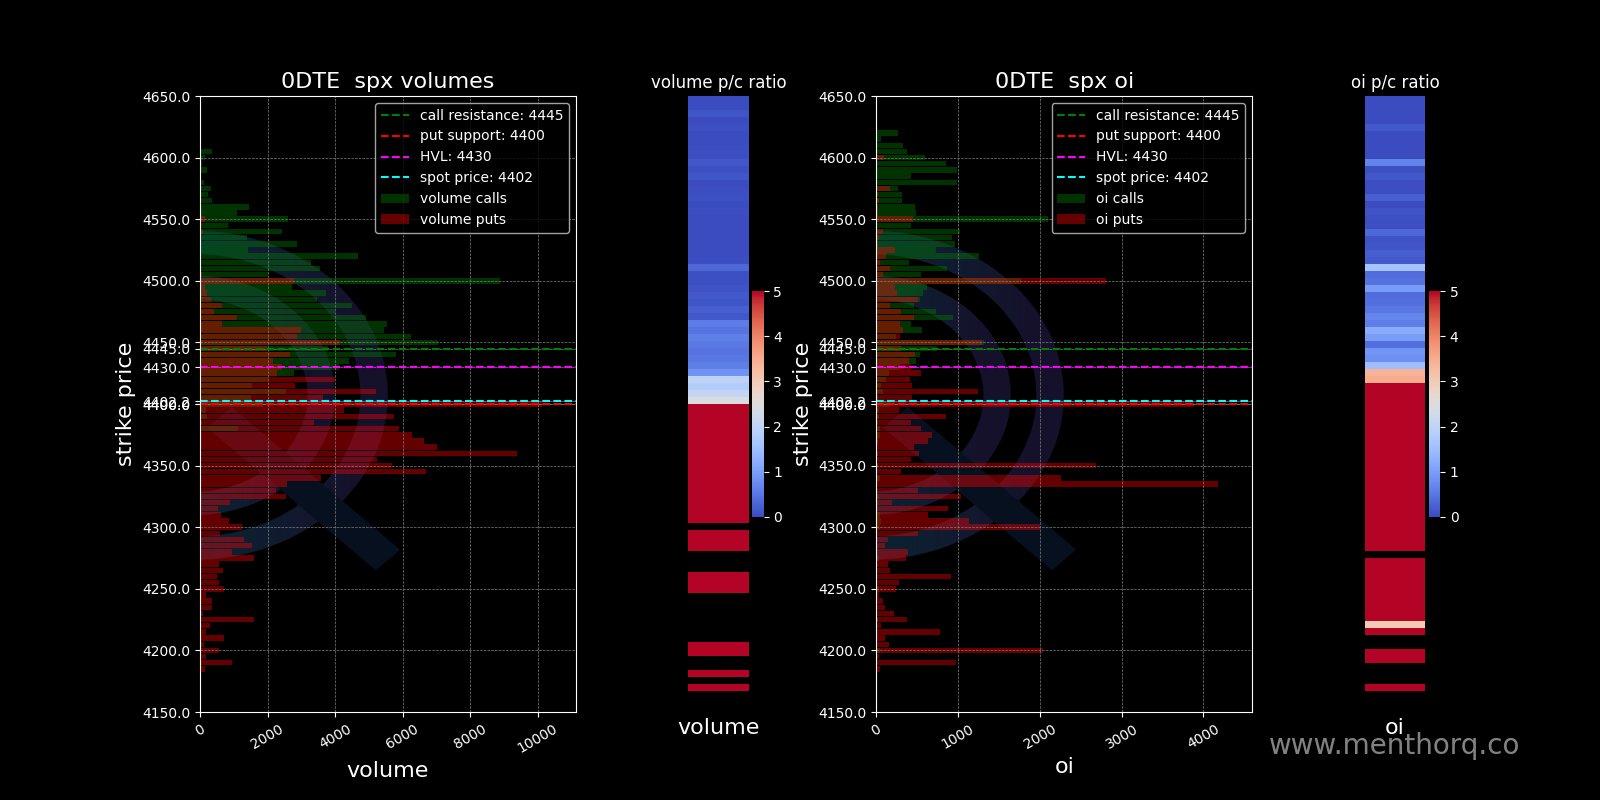 0DTE  spx volumes
volume p/c ratio
0DTE  spx oi
oi p/c ratio
call resistance: 4445
put support: 4400
HVL: 4430
spot price: 4402
volume calls
volume puts
call resistance: 4445
put support: 4400
HVL: 4430
spot price: 4402
oi calls
oi puts
strike price
4650.0
4600.0
4550.0
4500.0
4450.0
4445.0
4430.0
4402.2
4400.0
4350.0
4300.0
4250.0
4200.0
4150.0
0
2000
4000
6000
8000
10000
volume
5
4
3
2
1
0
volume
strike price
4650.0
4600.0
4550.0
4500.0
4450.0
4445.0
4430.0
4402.2
4400.0
4350.0
4300.0
4250.0
4200.0
4150.0
0
1000
2000
3000
4000
oi
5
4
3
2
1
0
oi
www.menthorq.co